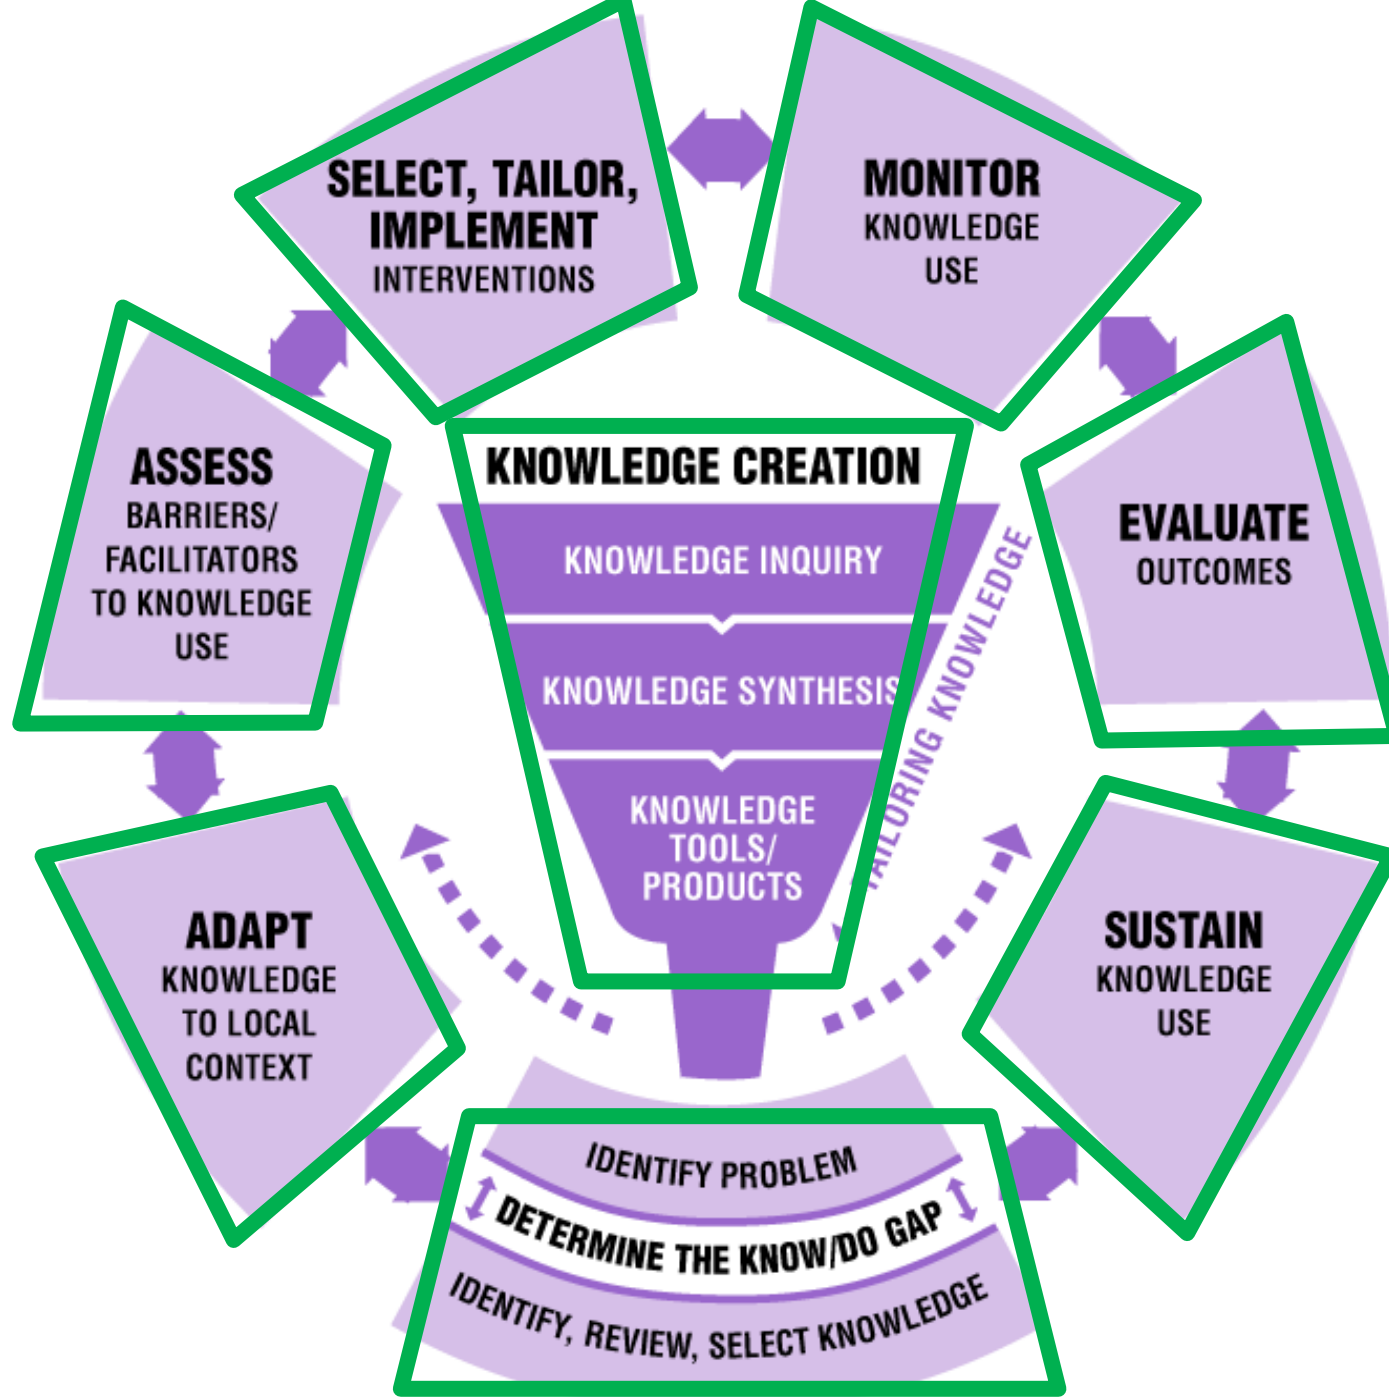 SELECT, TAILOR,
IMPLEMENT
INTERVENTIONS
MONITOR
KNOWLEDGE
USE
ASSESS
BARRIERS/
FACILITATORS
TO KNOWLEDGE
USE
KNOWLEDGE CREATION
KNOWLEDGE INQUIRY
KNOWLEDGE SYNTHESIS
KNOWLEDGE
TOOLS/
PRODUCTS
TAILORING KNOWLEDGE
EVALUATE
OUTCOMES
ADAPT
KNOWLEDGE
TO LOCAL
CONTEXT
SUSTAIN
KNOWLEDGE
USE
IDENTIFY PROBLEM
DETERMINE THE KNOW/DO GAP
IDENTIFY, REVIEW, SELECT KNOWLEDGE